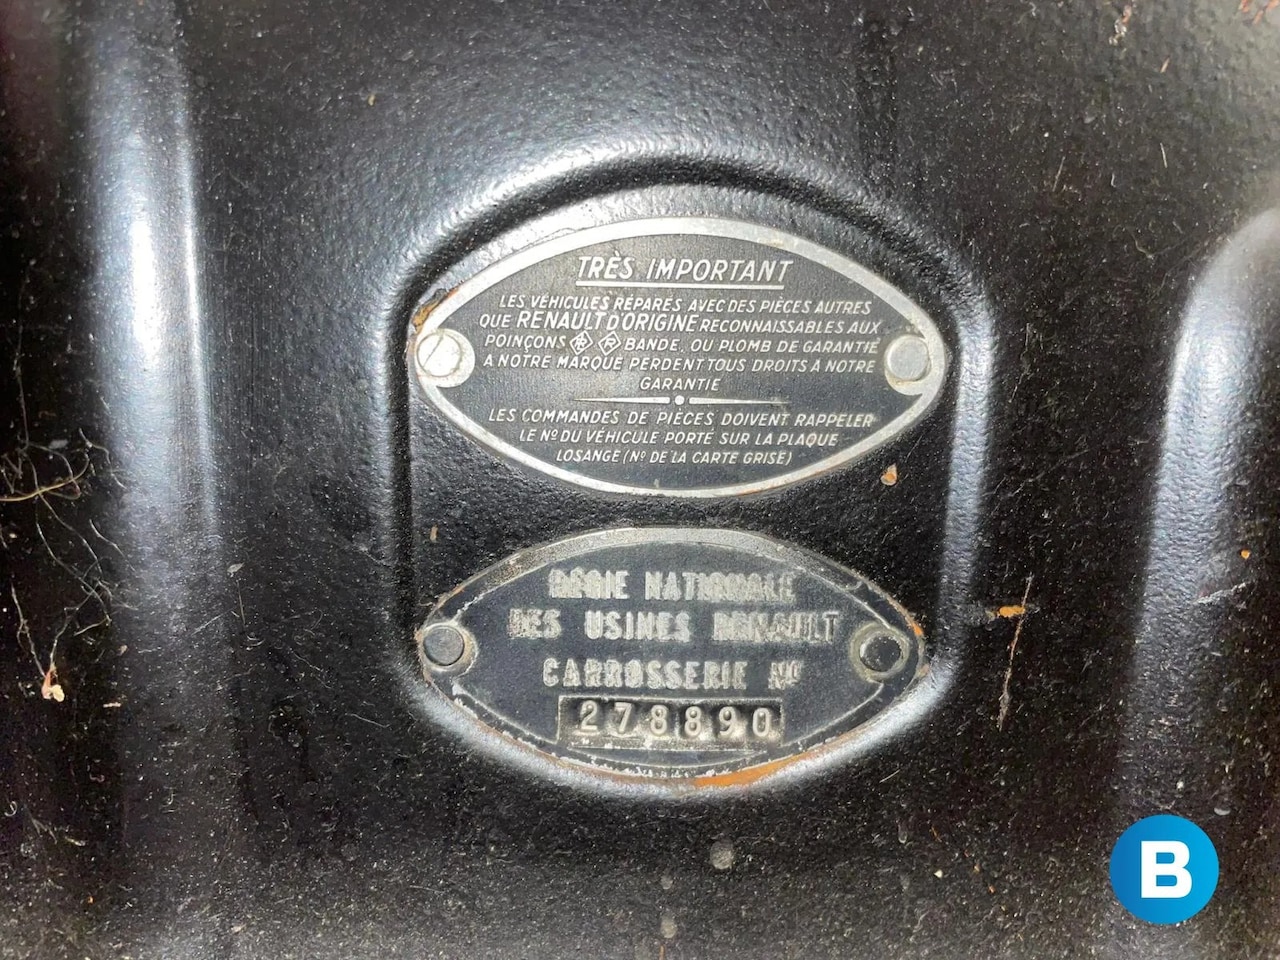 TRÈS IMPORTANT
LES VÉHICULES RÉPARÉS AVEC DES PIÈCES AUTRES
QUE RENAULT D'ORIGINE RECONNAISSABLES AUX
POINÇONS R R BANDE, OU PLOMB DE GARANTIE
A NOTRE MARQUE PERDENT TOUS DROITS A NOTRE
GARANTIE
LES COMMANDES DE PIÈCES DOIVENT RAPPELER
LE Nº DU VÉHICULE PORTÉ SUR LA PLAQUE
LOSANGE (Nº DE LA CARTE GRISE)
RÉGIE NATIONALE
DES USINES RENAULT
CARROSSERIE Nº
278890
B